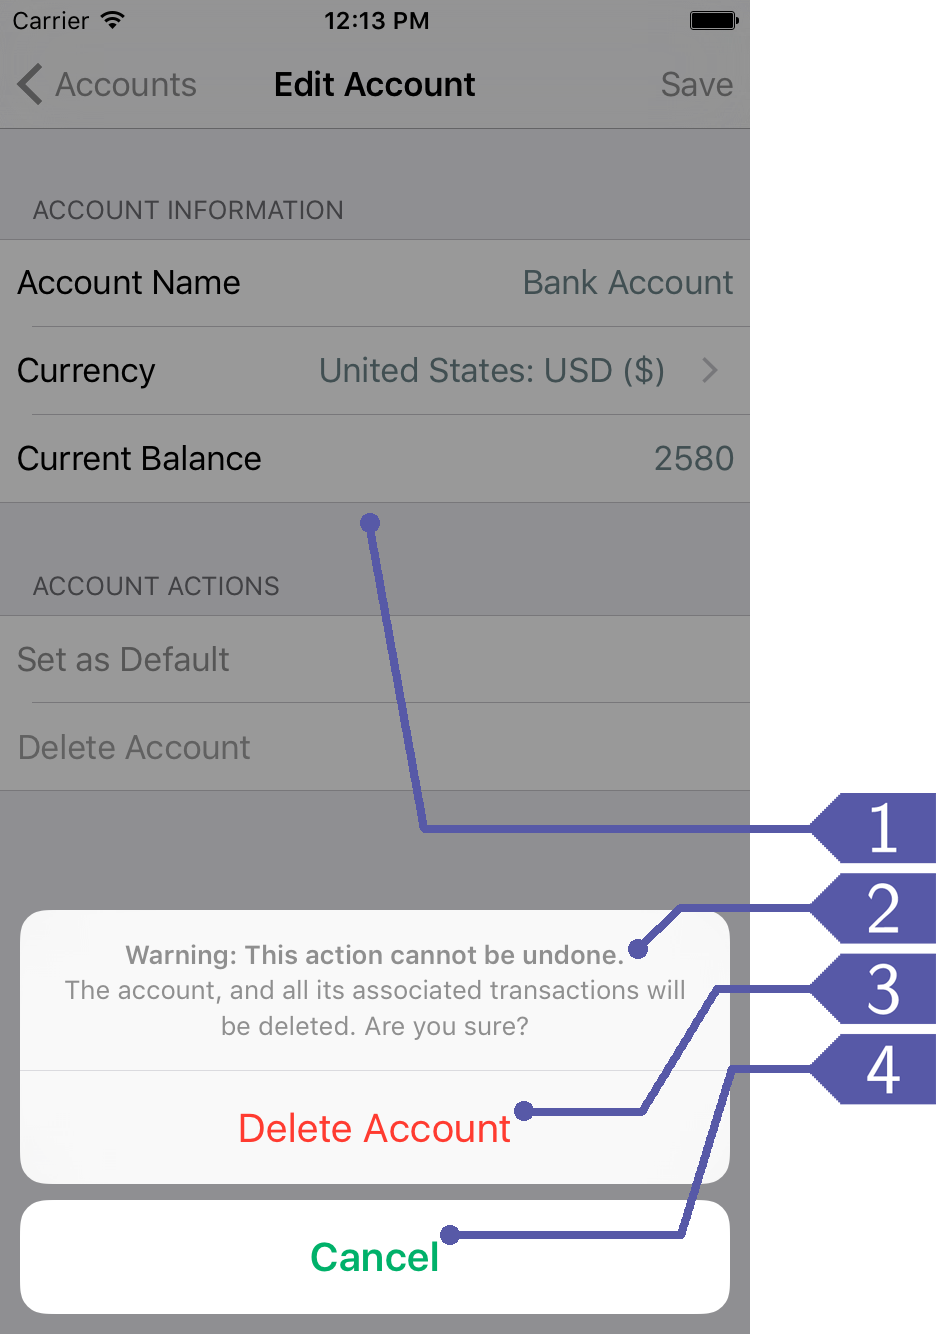 Carrier 12:13 PM
Accounts Edit Account Save
ACCOUNT INFORMATION
Account Name Bank Account
Currency United States: USD ($)
Current Balance 2580
ACCOUNT ACTIONS
Set as Default
Delete Account
1
2
Warning: This action cannot be undone.
The account, and all its associated transactions will
be deleted. Are you sure?
3
4
Delete Account
Cancel